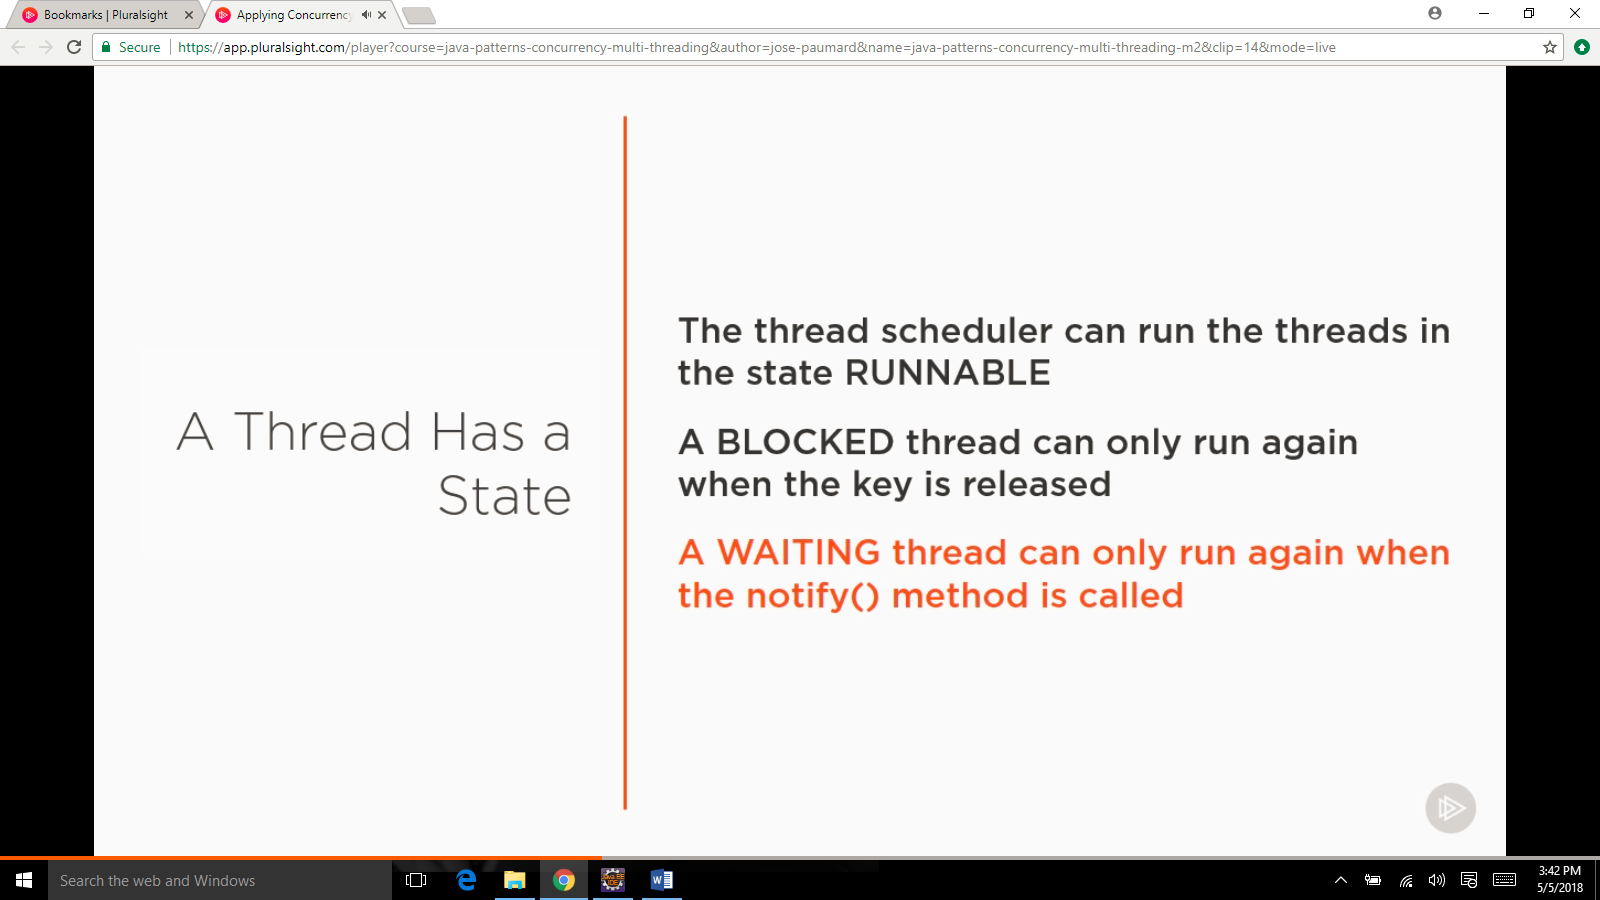 Bookmarks | Pluralsight
Applying Concurrency
Secure
https://app.pluralsight.com/player?course=java-patterns-concurrency-multi-threading&author=jose-paumard&name=java-patterns-concurrency-multi-threading-m2&clip=14&mode=live
A Thread Has a
State
The thread scheduler can run the threads in
the state RUNNABLE
A BLOCKED thread can only run again
when the key is released
A WAITING thread can only run again when
the notify() method is called
Search the web and Windows
3:42 PM
5/5/2018